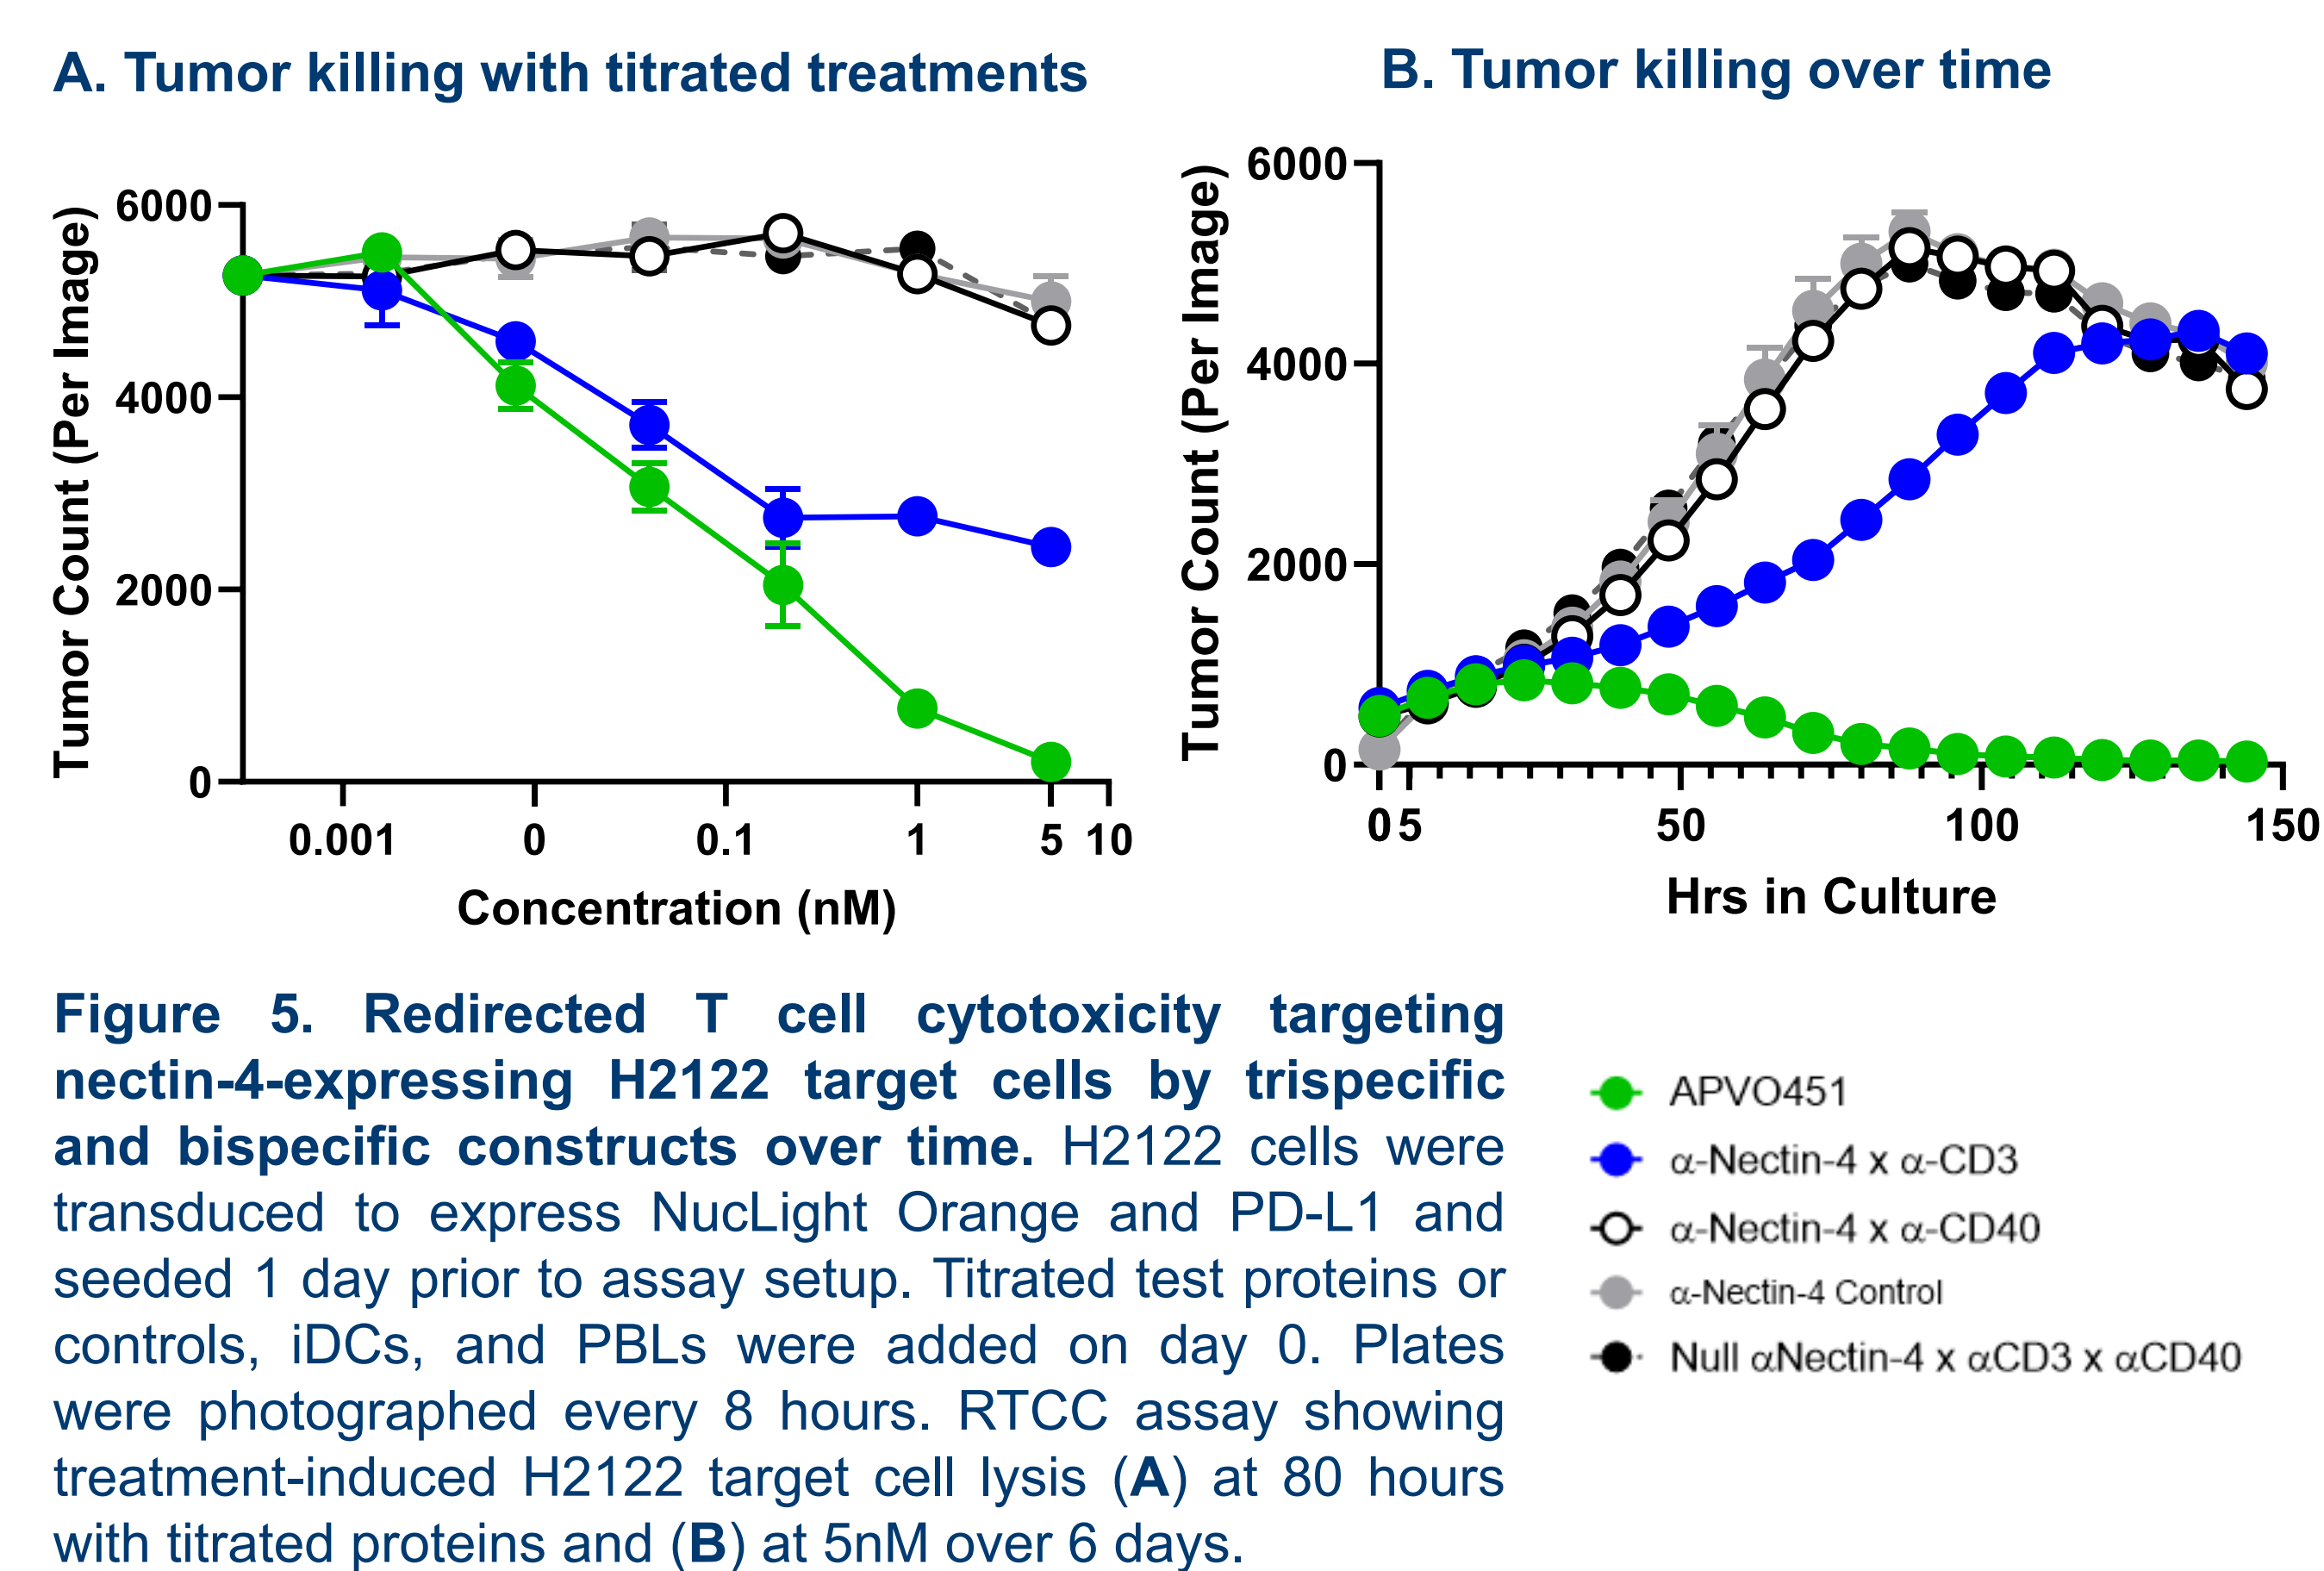 A. Tumor killing with titrated treatments
Tumor Count (Per Image)
6000
4000
2000
0
0.001
0
0.1
1
5
10
Concentration (nM)
B. Tumor killing over time
Tumor Count (Per Image)
6000
4000
2000
0
0
5
50
100
150
Hrs in Culture
Figure 5. Redirected T cell cytotoxicity targeting
nectin-4-expressing H2122 target cells by trispecific
and bispecific constructs over time. H2122 cells were
transduced to express NucLight Orange and PD-L1 and
seeded 1 day prior to assay setup. Titrated test proteins or
controls, iDCs, and PBLs were added on day 0. Plates
were photographed every 8 hours. RTCC assay showing
treatment-induced H2122 target cell lysis (A) at 80 hours
with titrated proteins and (B) at 5nM over 6 days.
APVO451
α-Nectin-4 x α-CD3
α-Nectin-4 x α-CD40
α-Nectin-4 Control
Null αNectin-4 x αCD3 x αCD40